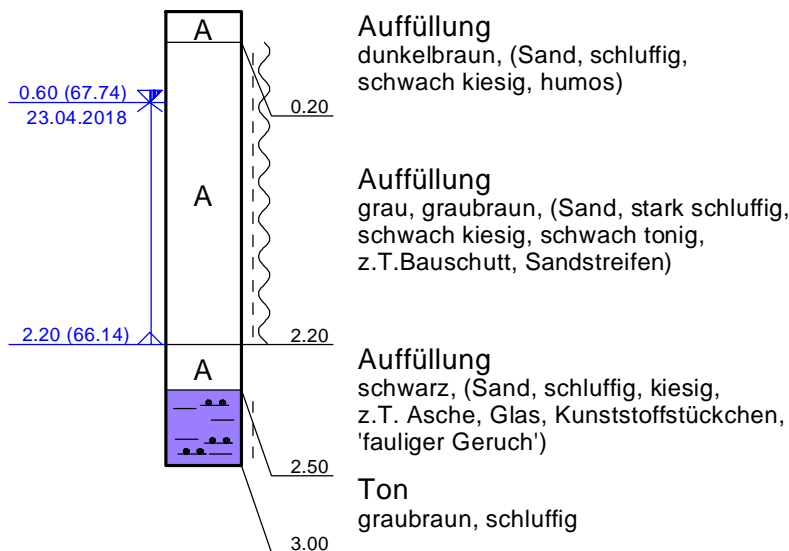 A
Auffüllung
dunkelbraun, (Sand, schluffig,
schwach kiesig, humos)
0.60 (67.74)
23.04.2018
0.20
A
Auffüllung
grau, graubraun, (Sand, stark schluffig,
schwach kiesig, schwach tonig,
z.T.Bauschutt, Sandstreifen)
2.20 (66.14)
2.20
A
Auffüllung
schwarz, (Sand, schluffig, kiesig,
z.T. Asche, Glas, Kunststoffstückchen,
'fauliger Geruch')
2.50
Ton
graubraun, schluffig
3.00